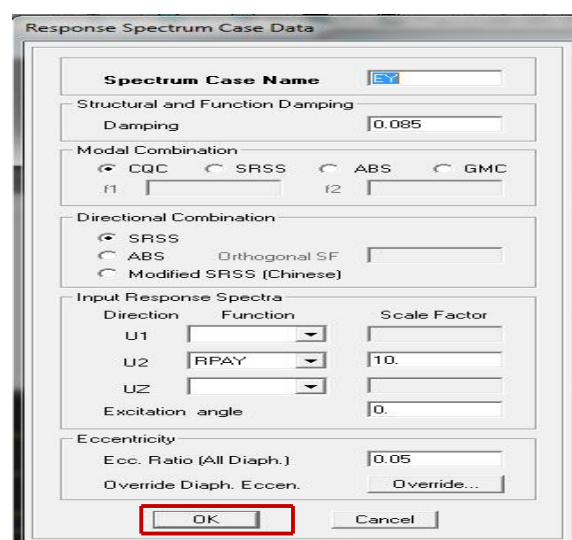 Response Spectrum Case Data
Spectrum Case Name EY
Structural and Function Damping
Damping 0.085
Modal Combination
CQC SRSS ABS GMC
f1 f2
Directional Combination
SRSS
ABS Orthogonal SF
Modified SRSS (Chinese)
Input Response Spectra
Direction Function Scale Factor
U1
U2 RPAY 10.
UZ
Excitation angle 0.
Eccentricity
Ecc. Ratio (All Diaph.) 0.05
Override Diaph. Eccen. Override...
OK Cancel